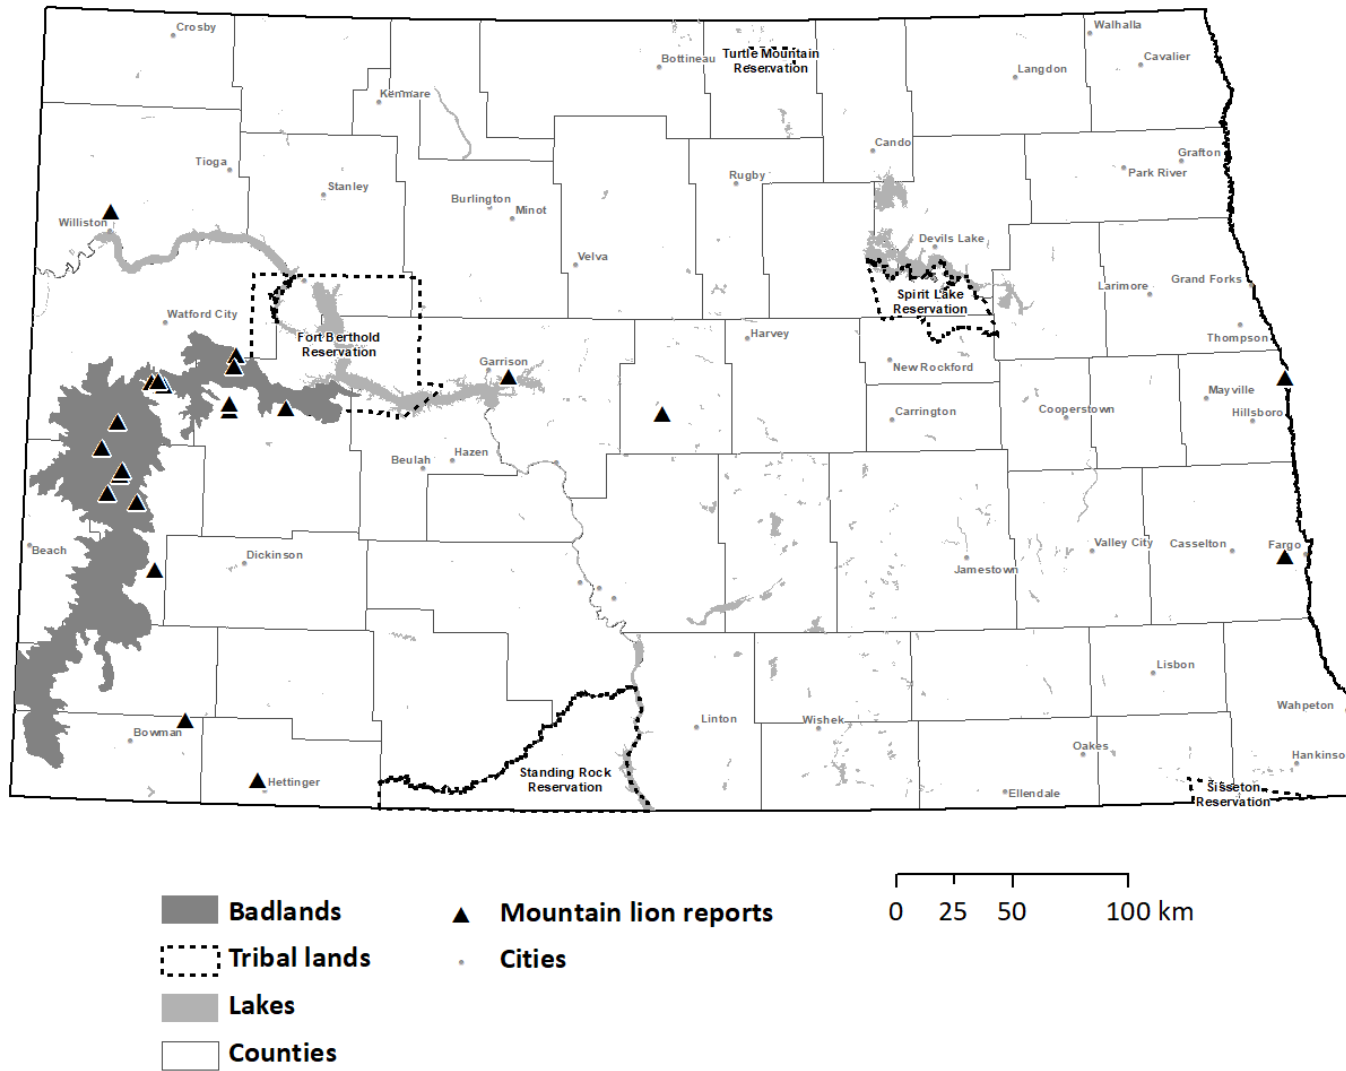 Crosby
Walhalla
Turtle Mountain
Reservation
Bottineau
Cavalier
Langdon
Kenmare
Cando
Grafton
Tioga
Park River
Rugby
Stanley
Burlington
Minot
Williston
Devils Lake
Velva
Grand Forks
Larimore
Spirit Lake
Reservation
Watford City
Harvey
Thompson
Fort Berthold
Reservation
Garrison
New Rockford
Mayville
Carrington
Cooperstown
Hillsboro
Hazen
Beulah
Beach
Dickinson
Valley City
Casselton
Fargo
Jamestown
Lisbon
Wahpeton
Linton
Wishek
Bowman
Oakes
Hankinso
Standing Rock
Reservation
Hettinger
Ellendale
Sisseton
Reservation
Badlands
Mountain lion reports
0 25 50 100 km
Tribal lands
Cities
Lakes
Counties